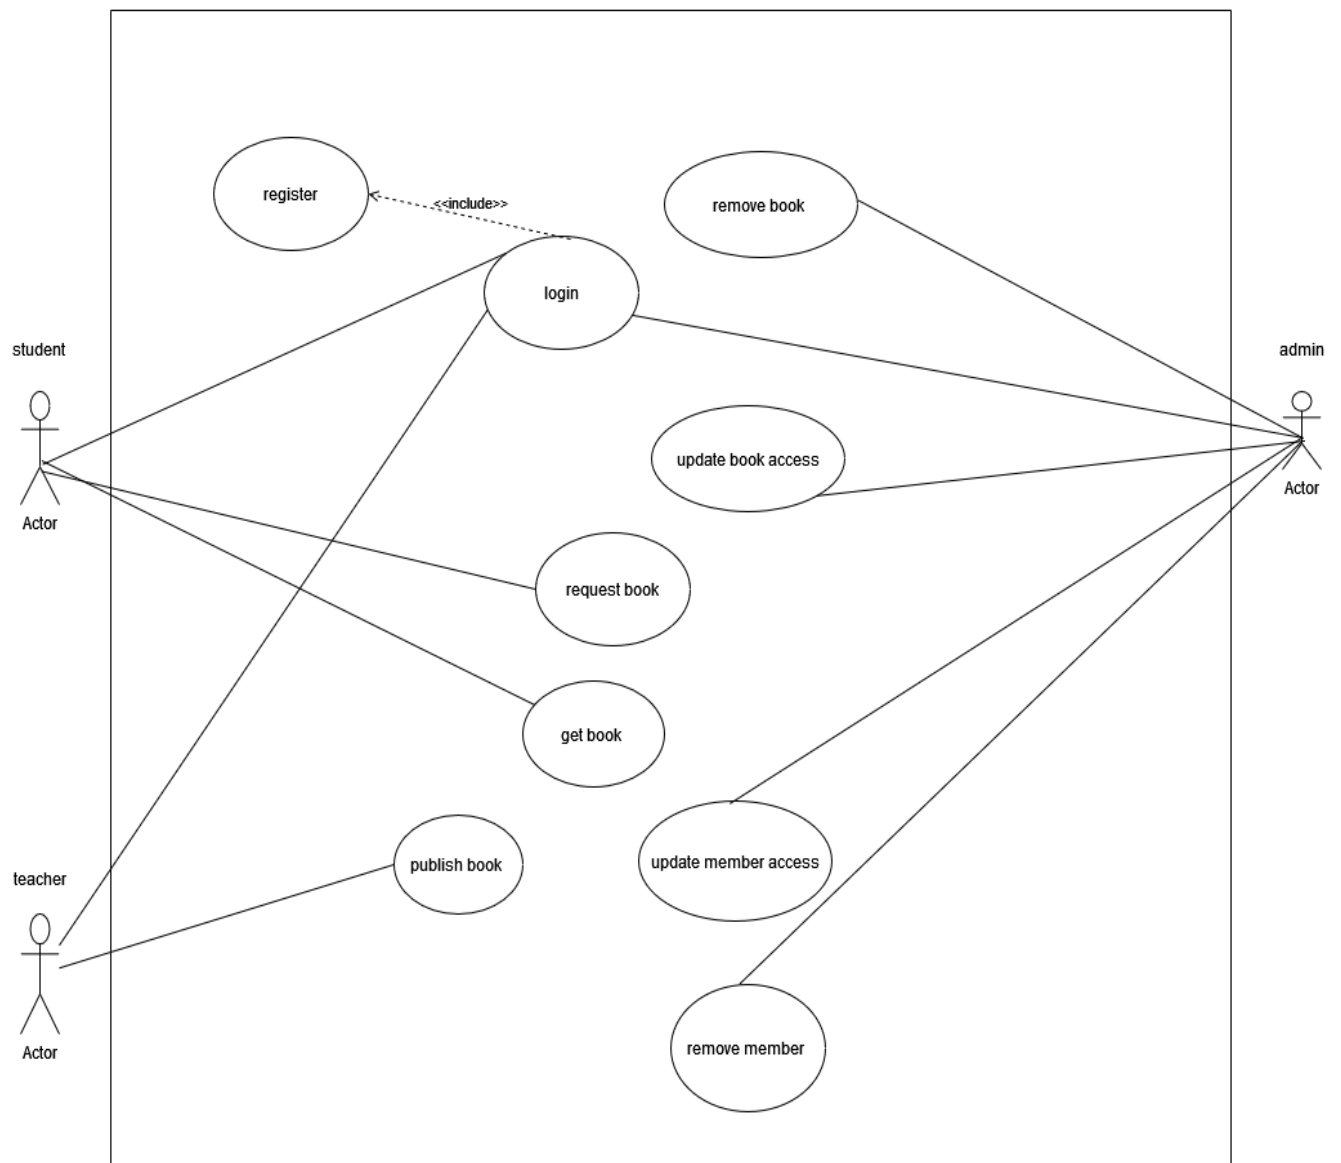 register
<<include>>
remove book
login
student
admin
update book access
Actor
Actor
request book
get book
publish book
update member access
teacher
Actor
remove member